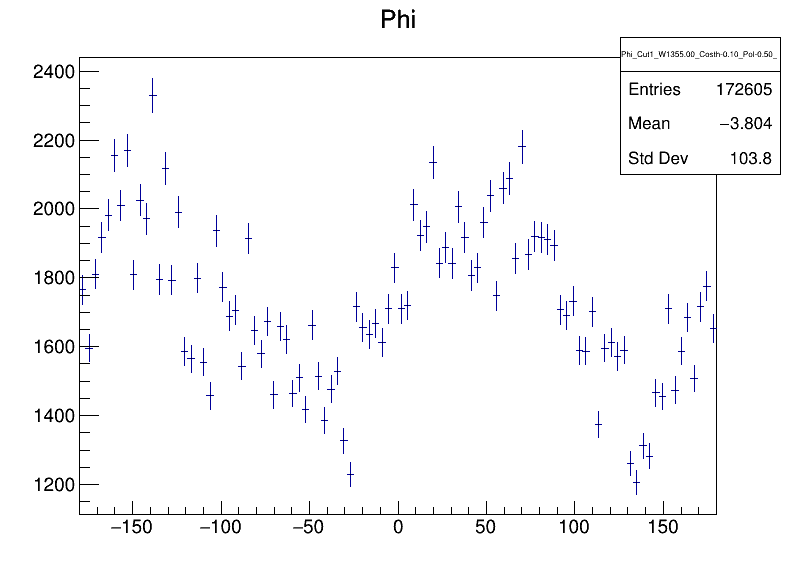 Phi
Phi_Cut1_W1355.00_Costh-0.10_Pol-0.50_
Entries 172605
Mean −3.804
Std Dev 103.8
2400
2200
2000
1800
1600
1400
1200
−150 −100 −50 0 50 100 150